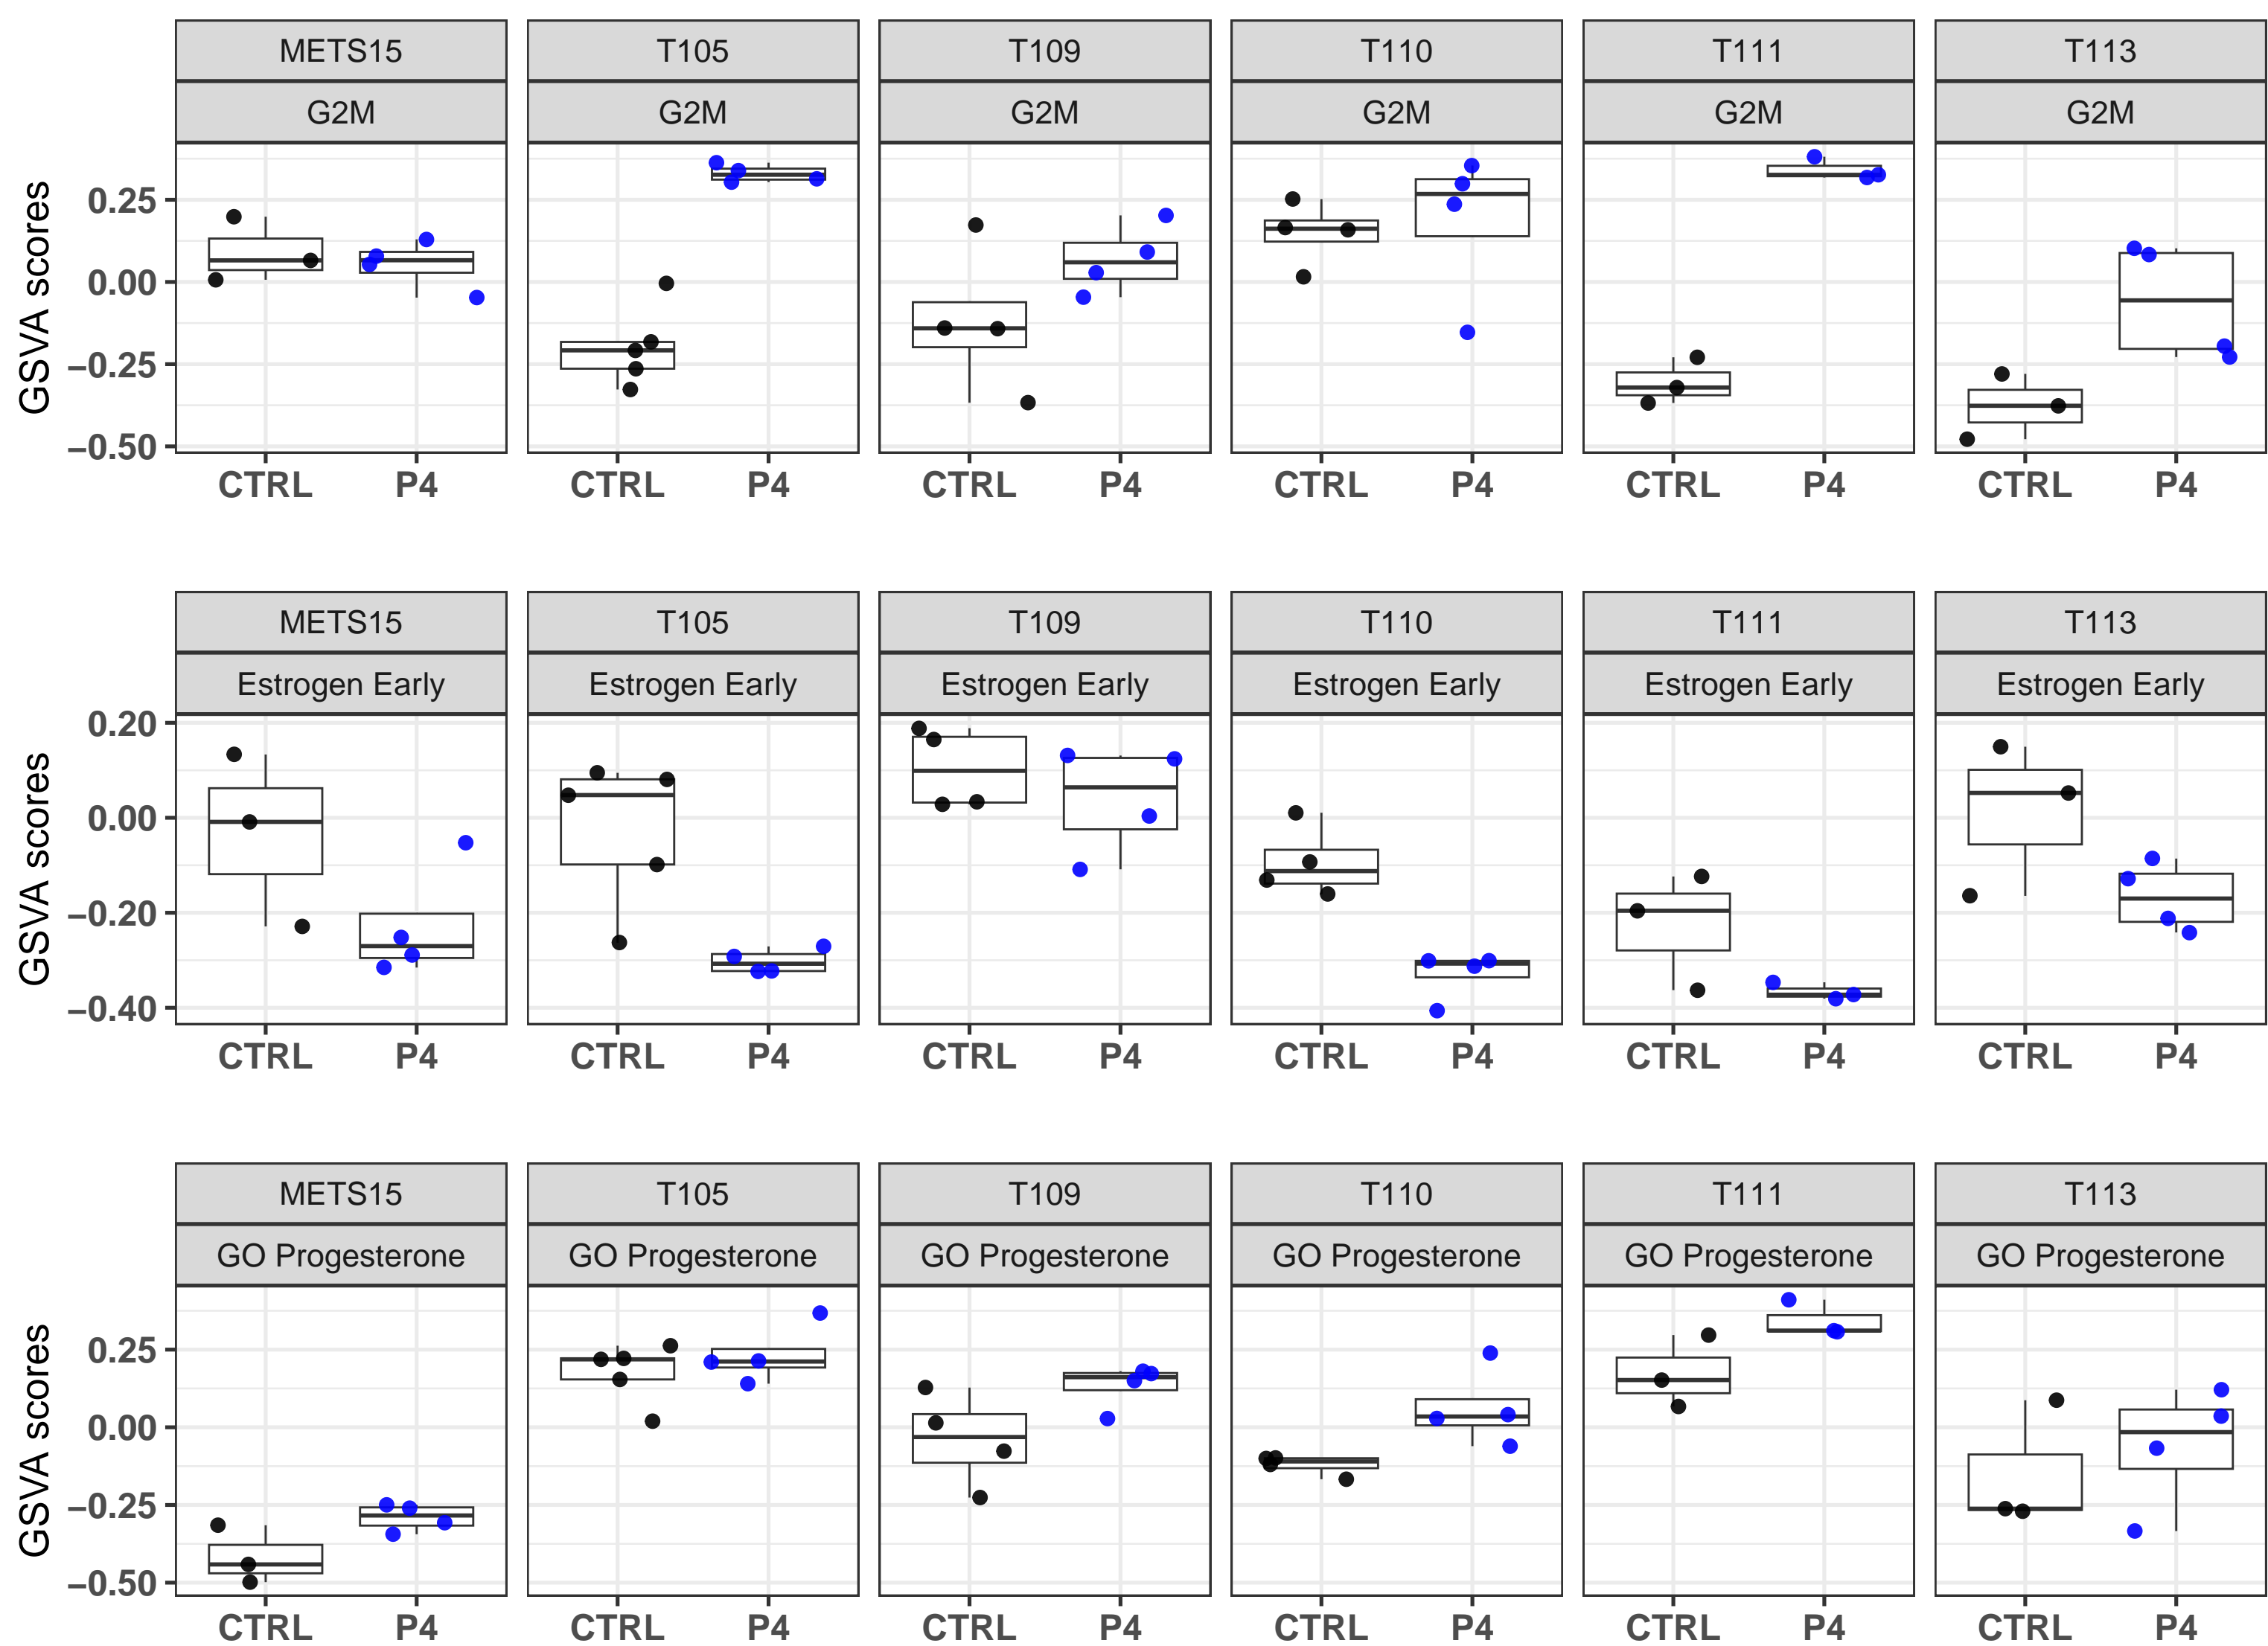 METS15 T105 T109 T110 T111 T113
G2M G2M G2M G2M G2M G2M
GSVA scores
0.25
0.00
−0.25
−0.50
CTRL P4 CTRL P4 CTRL P4 CTRL P4 CTRL P4 CTRL P4
METS15 T105 T109 T110 T111 T113
Estrogen Early Estrogen Early Estrogen Early Estrogen Early Estrogen Early Estrogen Early
GSVA scores
0.20
0.00
−0.20
−0.40
CTRL P4 CTRL P4 CTRL P4 CTRL P4 CTRL P4 CTRL P4
METS15 T105 T109 T110 T111 T113
GO Progesterone GO Progesterone GO Progesterone GO Progesterone GO Progesterone GO Progesterone
GSVA scores
0.25
0.00
−0.25
−0.50
CTRL P4 CTRL P4 CTRL P4 CTRL P4 CTRL P4 CTRL P4